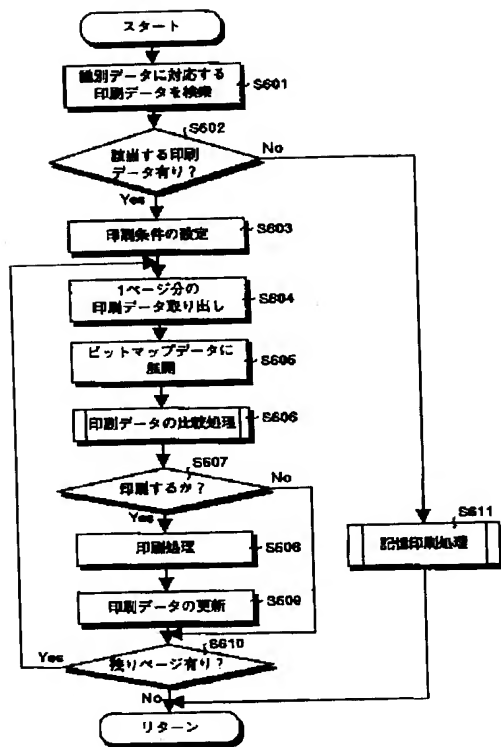 スタート
識別データに対応する
印刷データを検索
S601
S602
該当する印刷
データ有り?
No
Yes
印刷条件の設定
S603
1ページ分の
印刷データ取り出し
S604
ビットマップデータに
展開
S605
印刷データの比較処理
S606
S607
印刷するか?
No
Yes
印刷処理
S608
S611
記憶印刷処理
印刷データの更新
S609
S610
Yes
残りページ有り?
No
リターン